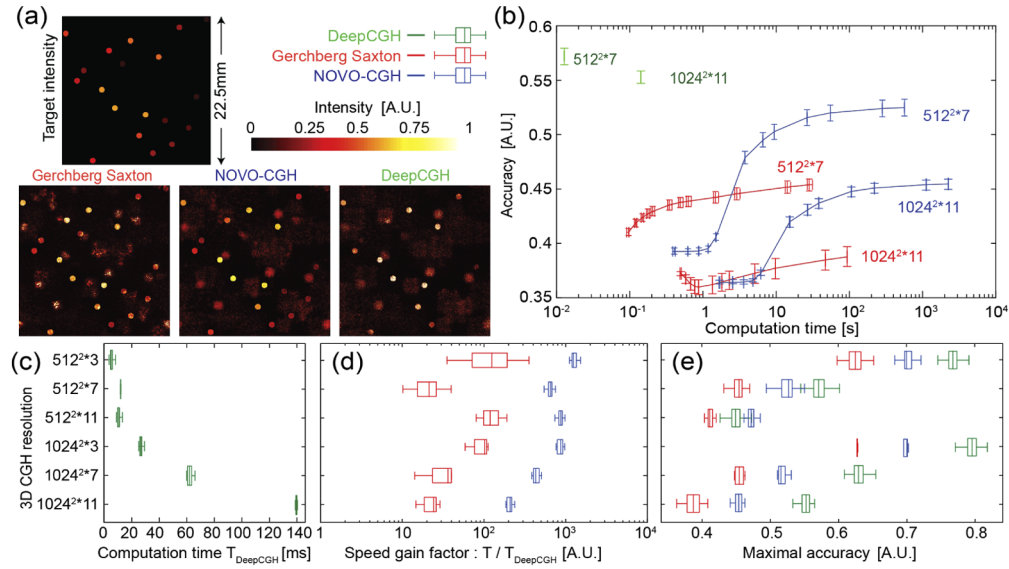 (a)
Target intensity
22.5mm
DeepCGH
Gerchberg Saxton
NOVO-CGH
Intensity [A.U.]
0 0.25 0.5 0.75 1
Gerchberg Saxton
NOVO-CGH
DeepCGH
(b)
Accuracy [A.U.]
0.6
0.55
0.5
0.45
0.4
0.35
512²*7
1024²*11
512²*7
512²*7
1024²*11
1024²*11
10⁻² 10⁻¹ 1 10¹ 10² 10³ 10⁴
Computation time [s]
(c)
3D CGH resolution
512²*3
512²*7
512²*11
1024²*3
1024²*7
1024²*11
0 20 40 60 80 100 120 140
Computation time T_DeepCGH [ms]
(d)
1 10 10² 10³ 10⁴
Speed gain factor : T / T_DeepCGH [A.U.]
(e)
0.4 0.5 0.6 0.7 0.8
Maximal accuracy [A.U.]